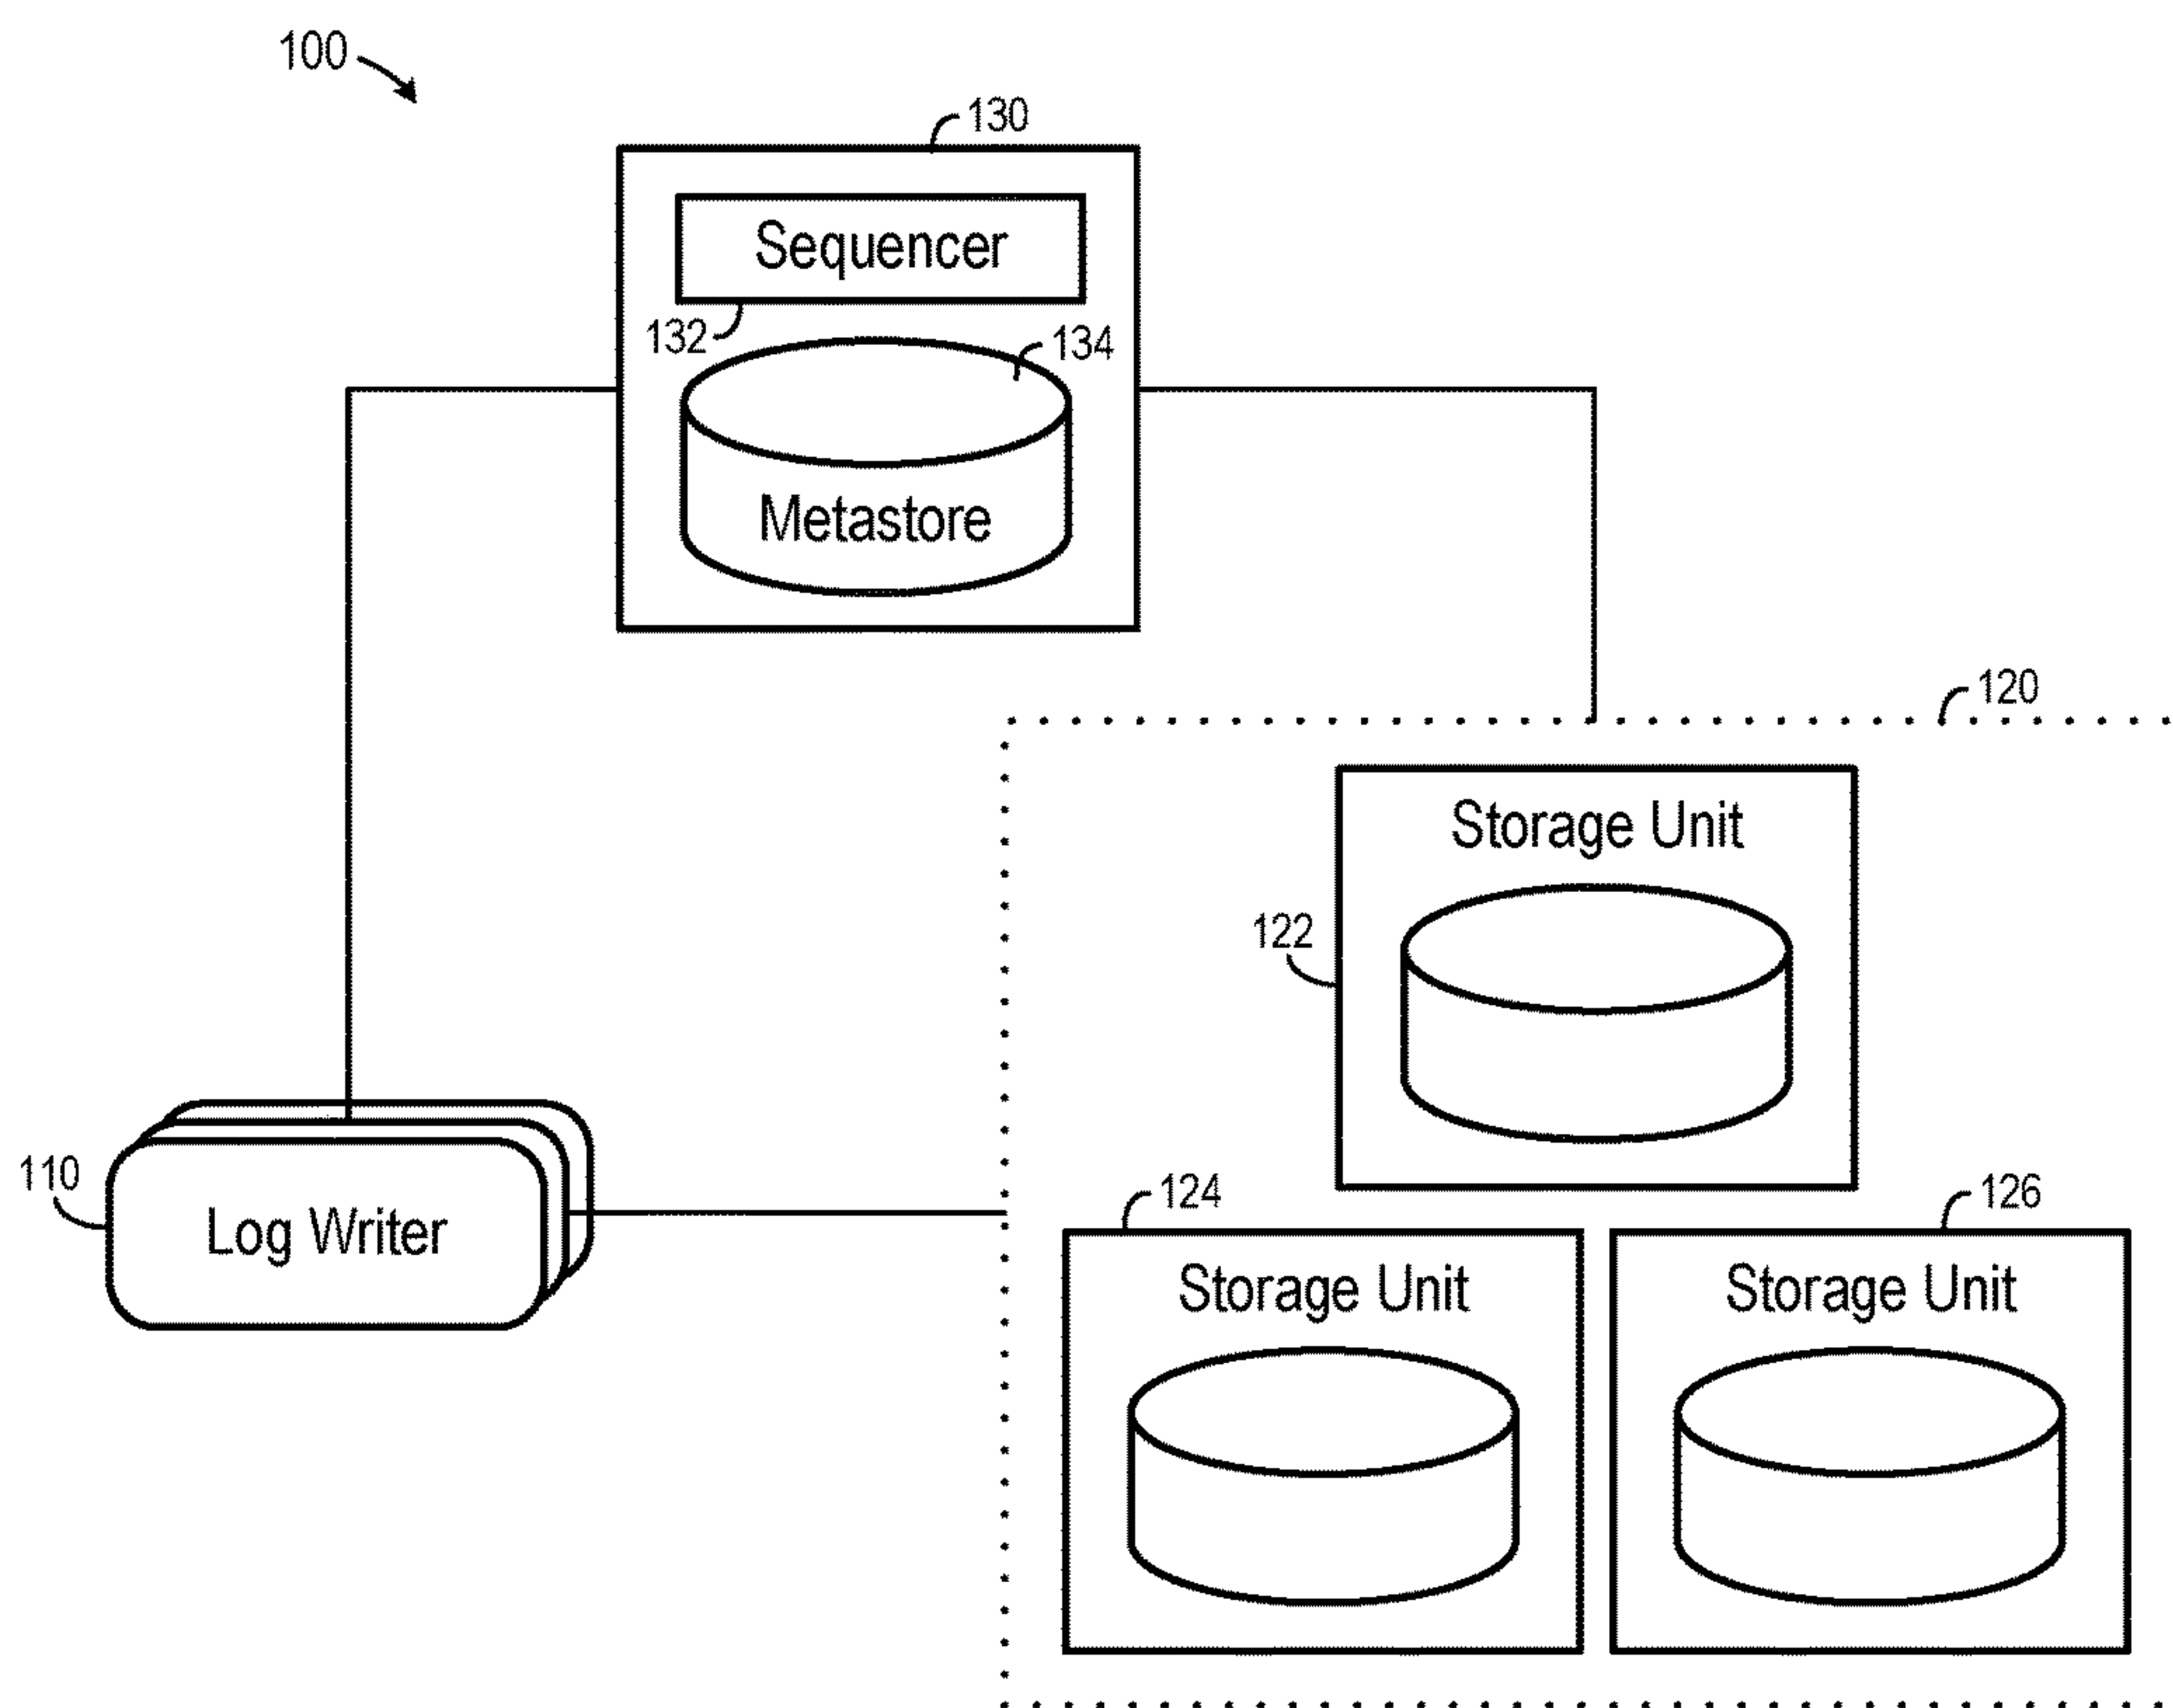 100
130
Sequencer
132
134
Metastore
120
Storage Unit
122
110
Log Writer
124
126
Storage Unit
Storage Unit